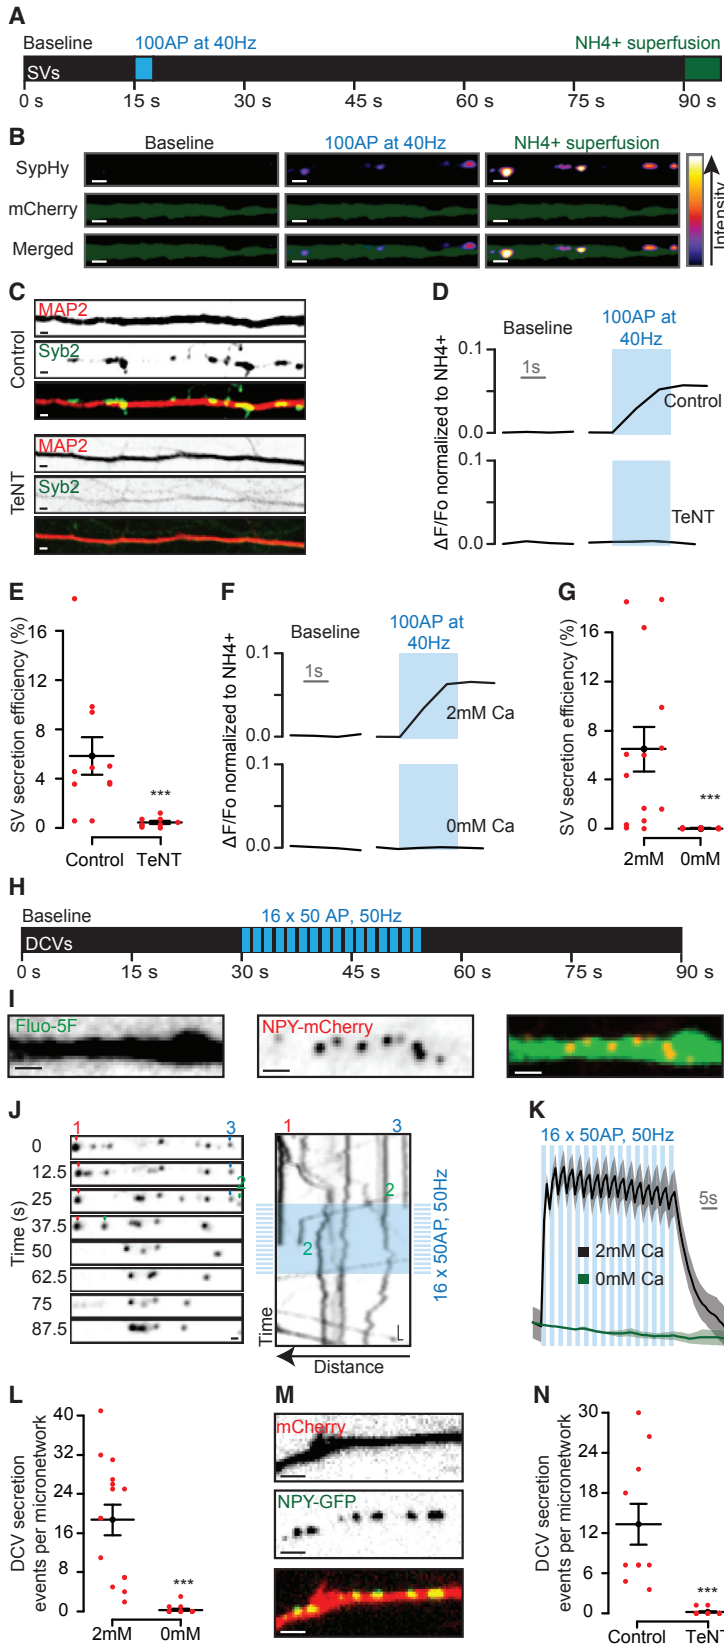 A
Baseline 100AP at 40Hz NH4+ superfusion
SVs
0 s 15 s 30 s 45 s 60 s 75 s 90 s
B
Baseline 100AP at 40Hz NH4+ superfusion
SypHy
mCherry
Merged
Intensity
C
Control
MAP2
Syb2
TeNT
MAP2
Syb2
D
Baseline
100AP at
40Hz
1s
ΔF/Fo normalized to NH4+
0.1
0.0
Control
0.1
0.0
TeNT
E
SV secretion efficiency (%)
16
12
8
4
0
***
Control TeNT
F
Baseline
100AP at
40Hz
1s
ΔF/Fo normalized to NH4+
0.1
0.0
2mM Ca
0.1
0.0
0mM Ca
G
SV secretion efficiency (%)
16
12
8
4
0
***
2mM 0mM
H
Baseline 16 x 50 AP, 50Hz
DCVs
0 s 15 s 30 s 45 s 60 s 75 s 90 s
I
Fluo-5F
NPY-mCherry
J
1 3
2
Time (s)
0
12.5
25
37.5
50
62.5
75
87.5
1 3
2
2
16 x 50AP, 50Hz
Time
Distance
K
16 x 50AP, 50Hz
5s
2mM Ca
0mM Ca
L
DCV secretion
events per micronetwork
40
32
24
16
8
0
***
2mM 0mM
M
mCherry
NPY-GFP
N
DCV secretion
events per micronetwork
30
24
18
12
6
0
***
Control TeNT